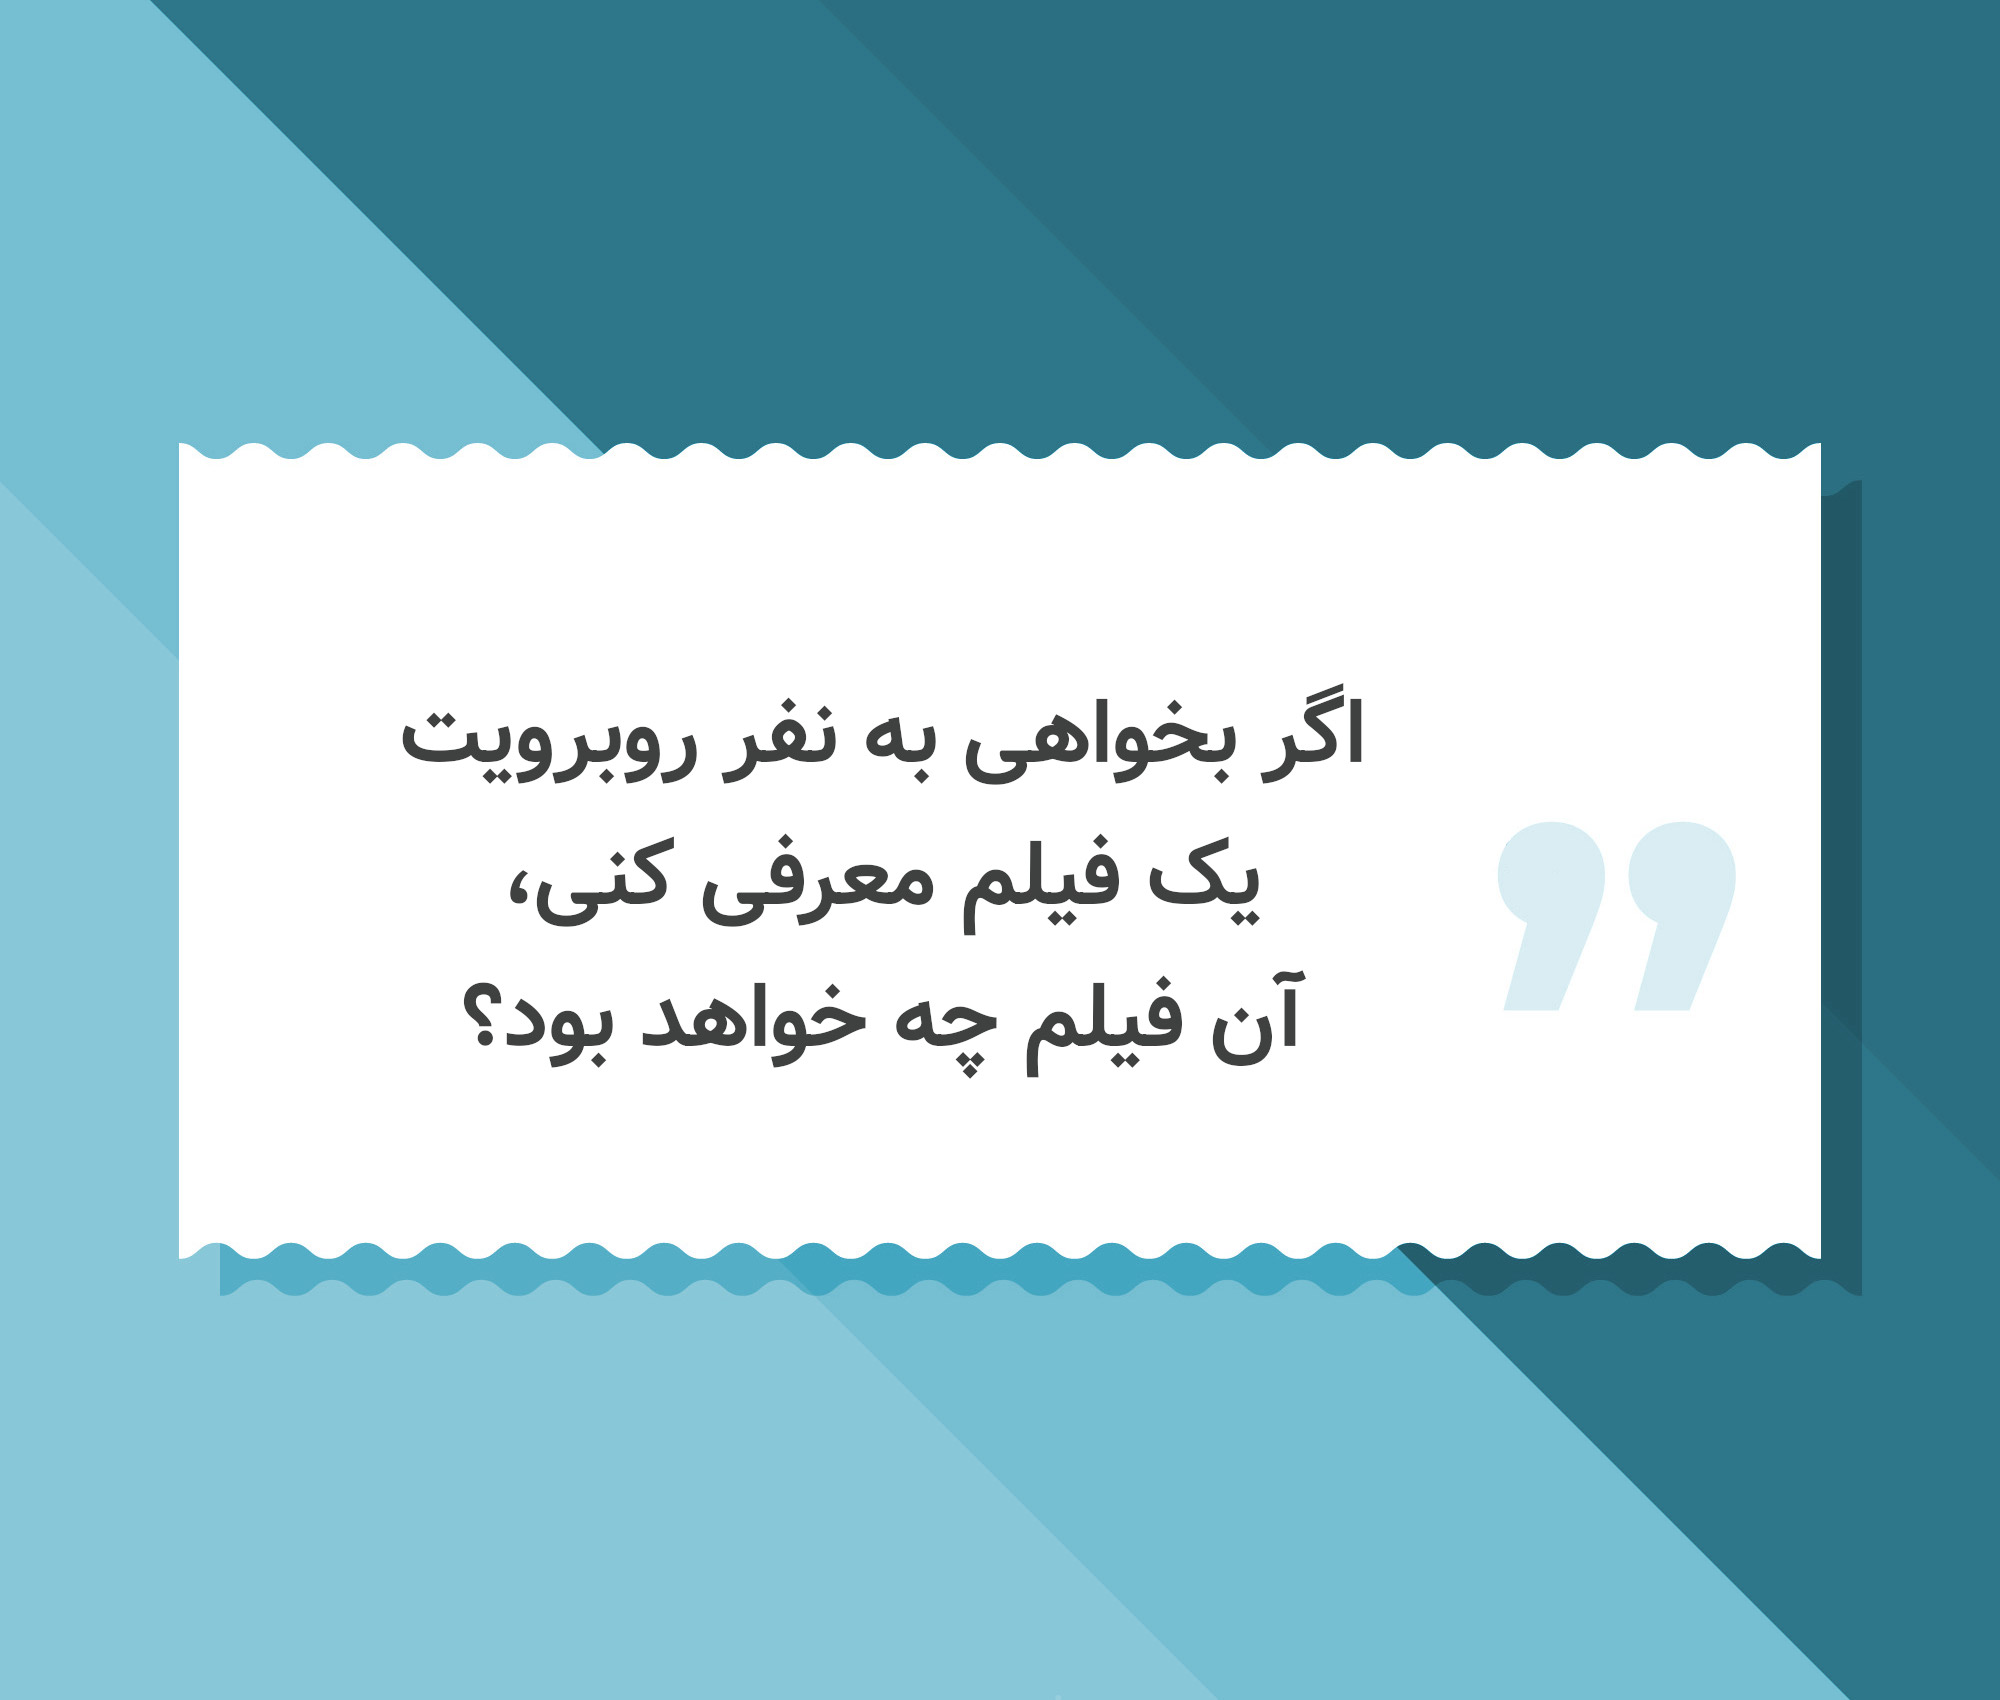 اگر بخواهی به نفر روبرویت
یک فیلم معرفی کنی،
آن فیلم چه خواهد بود؟